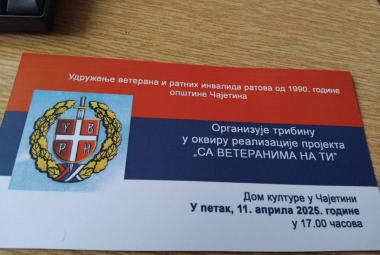 Удружење ветерана и ратних инвалида ратова од 1990. године
општине Чајетина
Организује трибину
у оквиру реализације пројекта
„СА ВЕТЕРАНИМА НА ТИ”
У В
Р И
Дом културе у Чајетини
У петак, 11. априла 2025. године
у 17.00 часова